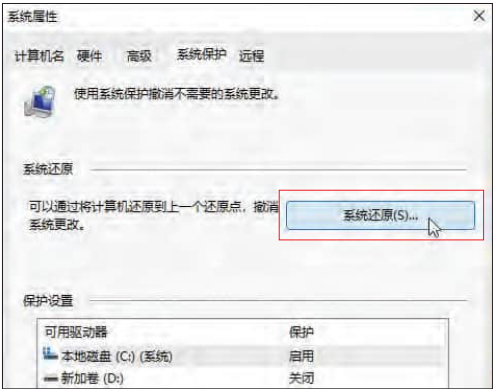 系统属性
计算机名 硬件 高级 系统保护 远程
使用系统保护撤消不需要的系统更改。
系统还原
可以通过将计算机还原到上一个还原点，撤消
系统更改。
系统还原(S)...
保护设置
可用驱动器 保护
本地磁盘 (C:) (系统) 启用
新加卷 (D:) 关闭